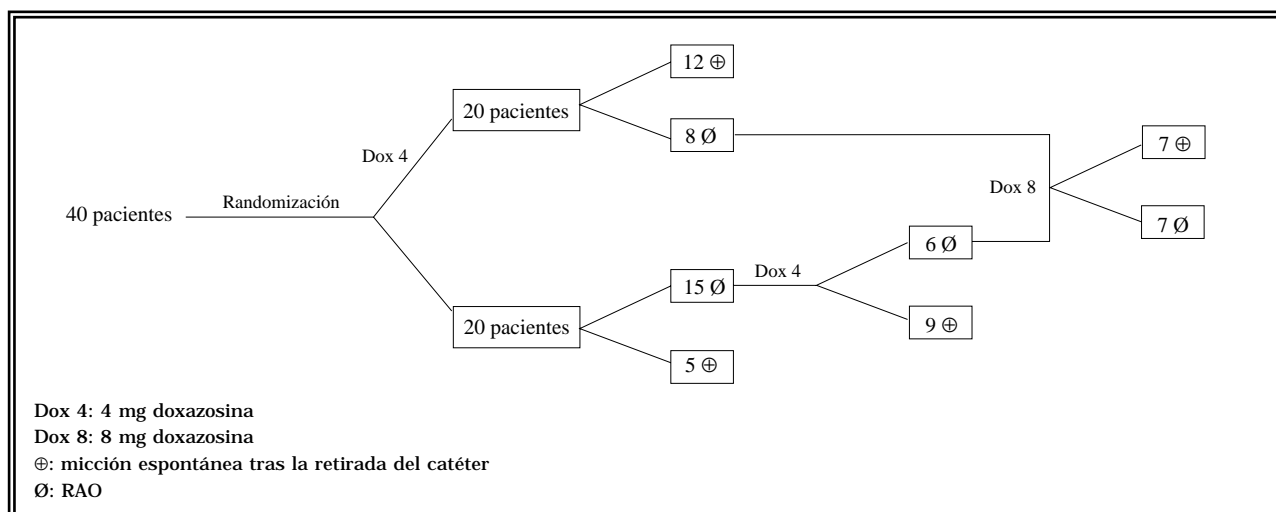 12 ⊕
20 pacientes
8 Ø
7 ⊕
Dox 4
Dox 8
Randomización
40 pacientes
7 Ø
6 Ø
Dox 4
15 Ø
20 pacientes
9 ⊕
5 ⊕
Dox 4: 4 mg doxazosina
Dox 8: 8 mg doxazosina
⊕: micción espontánea tras la retirada del catéter
Ø: RAO